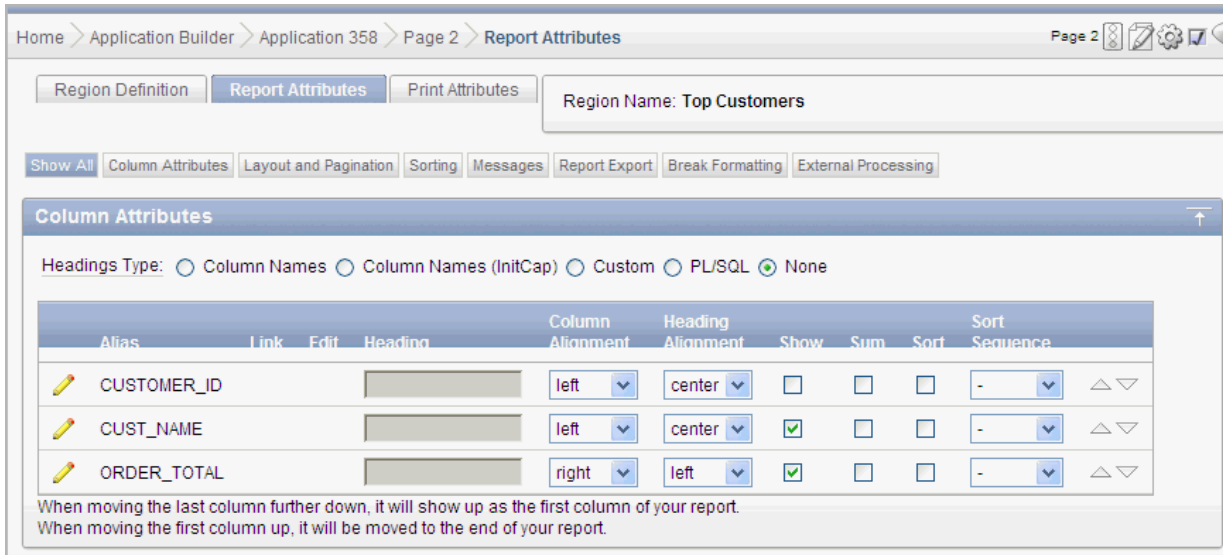 Home > Application Builder > Application 358 > Page 2 > Report Attributes Page 2
Region Definition Report Attributes Print Attributes
Region Name: Top Customers
Show All Column Attributes Layout and Pagination Sorting Messages Report Export Break Formatting External Processing
Column Attributes
Headings Type: Column Names Column Names (InitCap) Custom PL/SQL None
Alias Link Edit Heading Column Alignment Heading Alignment Show Sum Sort Sort Sequence
CUSTOMER_ID left center -
CUST_NAME left center -
ORDER_TOTAL right left -
When moving the last column further down, it will show up as the first column of your report.
When moving the first column up, it will be moved to the end of your report.